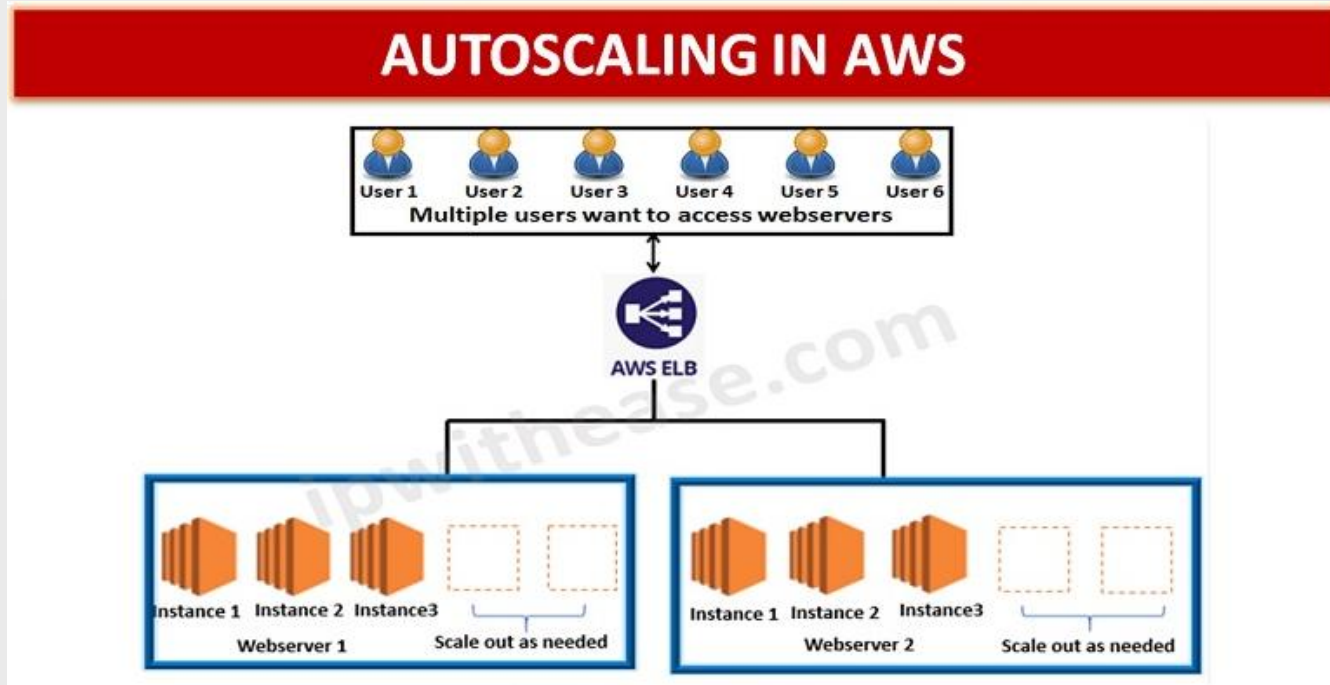 AUTOSCALING IN AWS
User 1 User 2 User 3 User 4 User 5 User 6
Multiple users want to access webservers
AWS ELB
ipwithease.com
Instance 1 Instance 2 Instance3
Webserver 1
Scale out as needed
Instance 1 Instance 2 Instance3
Webserver 2
Scale out as needed